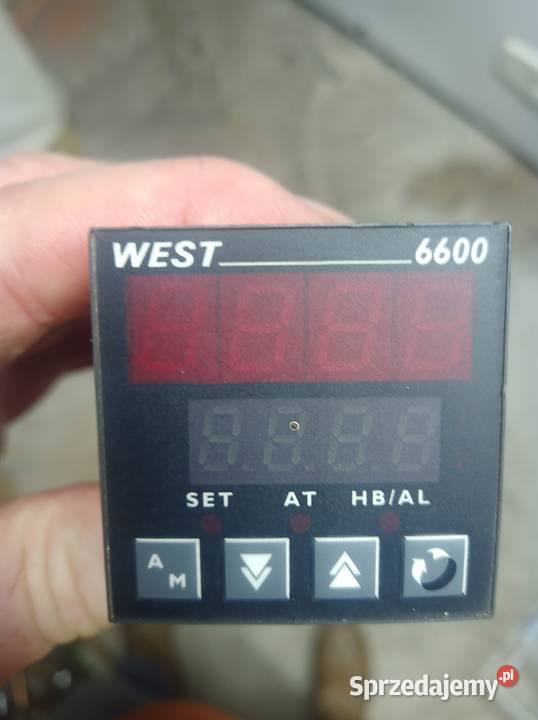 WEST 6600
SET AT HB/AL
A M
Sprzedajemy.pl